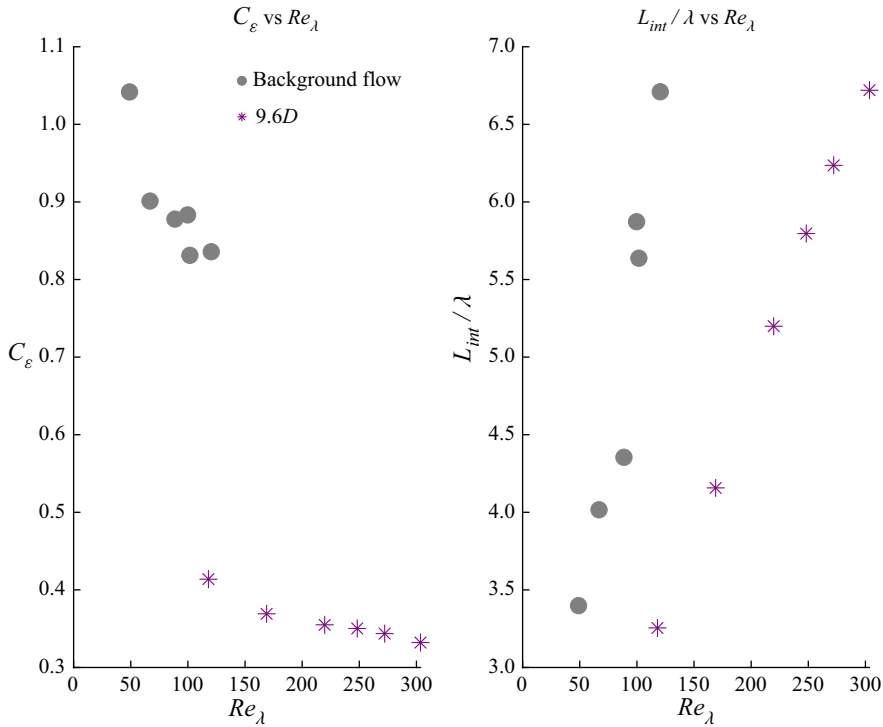 C_ε vs Re_λ
1.1
1.0
0.9
0.8
0.7
0.6
0.5
0.4
0.3
C_ε
Background flow
9.6D
0 50 100 150 200 250 300
Re_λ
L_int / λ vs Re_λ
7.0
6.5
6.0
5.5
5.0
4.5
4.0
3.5
3.0
L_int / λ
0 50 100 150 200 250 300
Re_λ